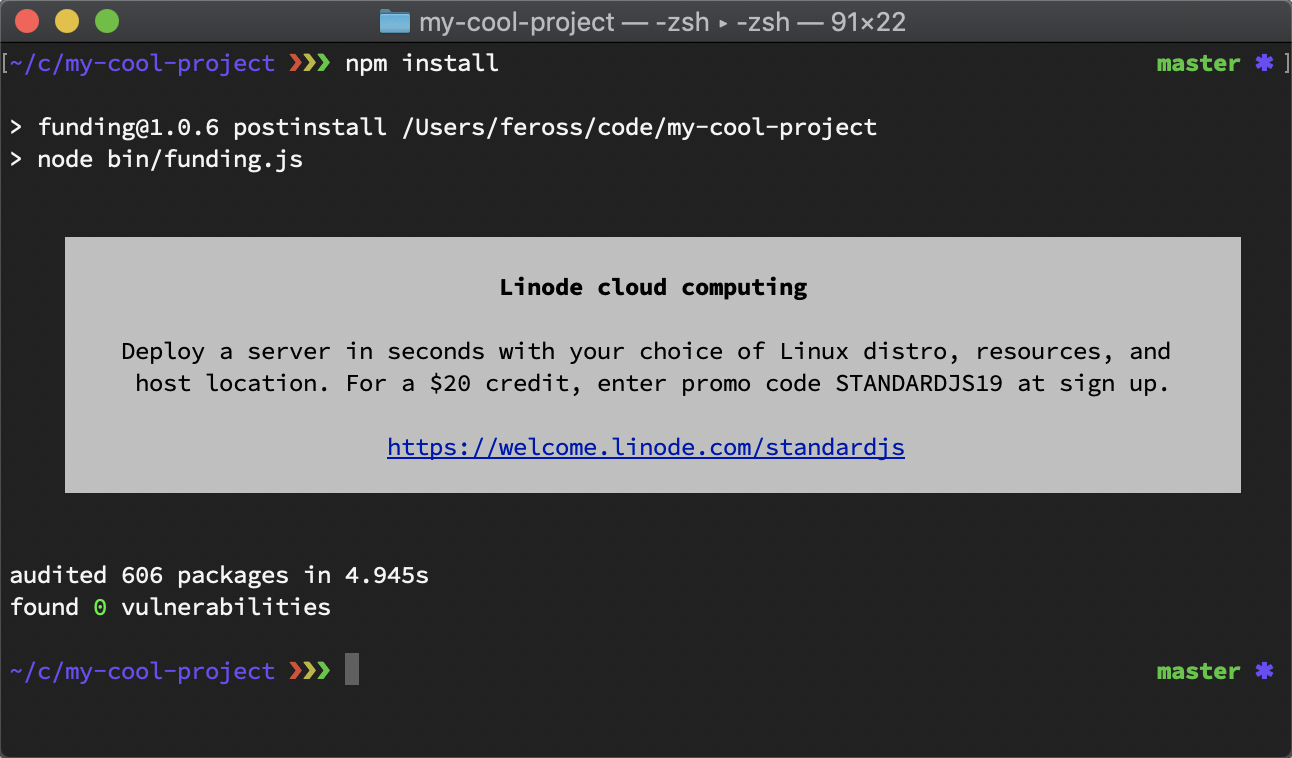 my-cool-project — -zsh ▸ -zsh — 91×22
[~/c/my-cool-project ❯❯❯ npm install master ✱ ]
> funding@1.0.6 postinstall /Users/feross/code/my-cool-project
> node bin/funding.js
Linode cloud computing
Deploy a server in seconds with your choice of Linux distro, resources, and
host location. For a $20 credit, enter promo code STANDARDJS19 at sign up.
https://welcome.linode.com/standardjs
audited 606 packages in 4.945s
found 0 vulnerabilities
~/c/my-cool-project ❯❯❯ master ✱